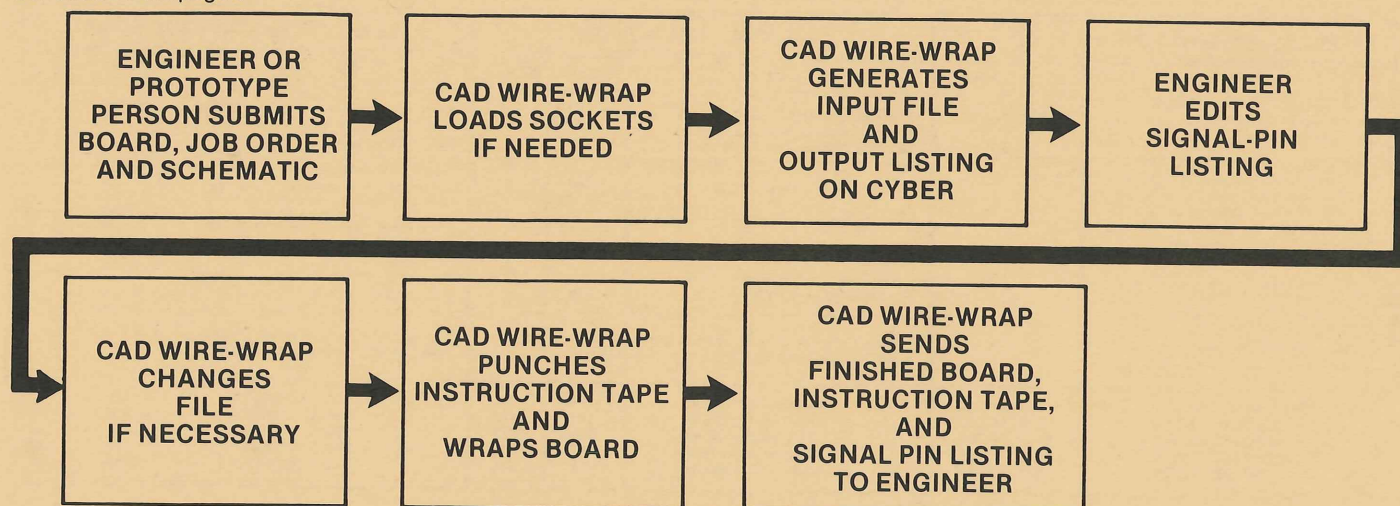 ENGINEER OR
PROTOTYPE
PERSON SUBMITS
BOARD, JOB ORDER
AND SCHEMATIC
CAD WIRE-WRAP
LOADS SOCKETS
IF NEEDED
CAD WIRE-WRAP
GENERATES
INPUT FILE
AND
OUTPUT LISTING
ON CYBER
ENGINEER
EDITS
SIGNAL-PIN
LISTING
CAD WIRE-WRAP
CHANGES
FILE
IF NECESSARY
CAD WIRE-WRAP
PUNCHES
INSTRUCTION TAPE
AND
WRAPS BOARD
CAD WIRE-WRAP
SENDS
FINISHED BOARD,
INSTRUCTION TAPE,
AND
SIGNAL PIN LISTING
TO ENGINEER